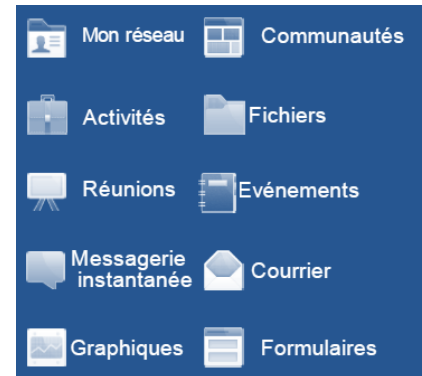 Mon réseau
Communautés
Activités
Fichiers
Réunions
Evénements
Messagerie
instantanée
Courrier
Graphiques
Formulaires